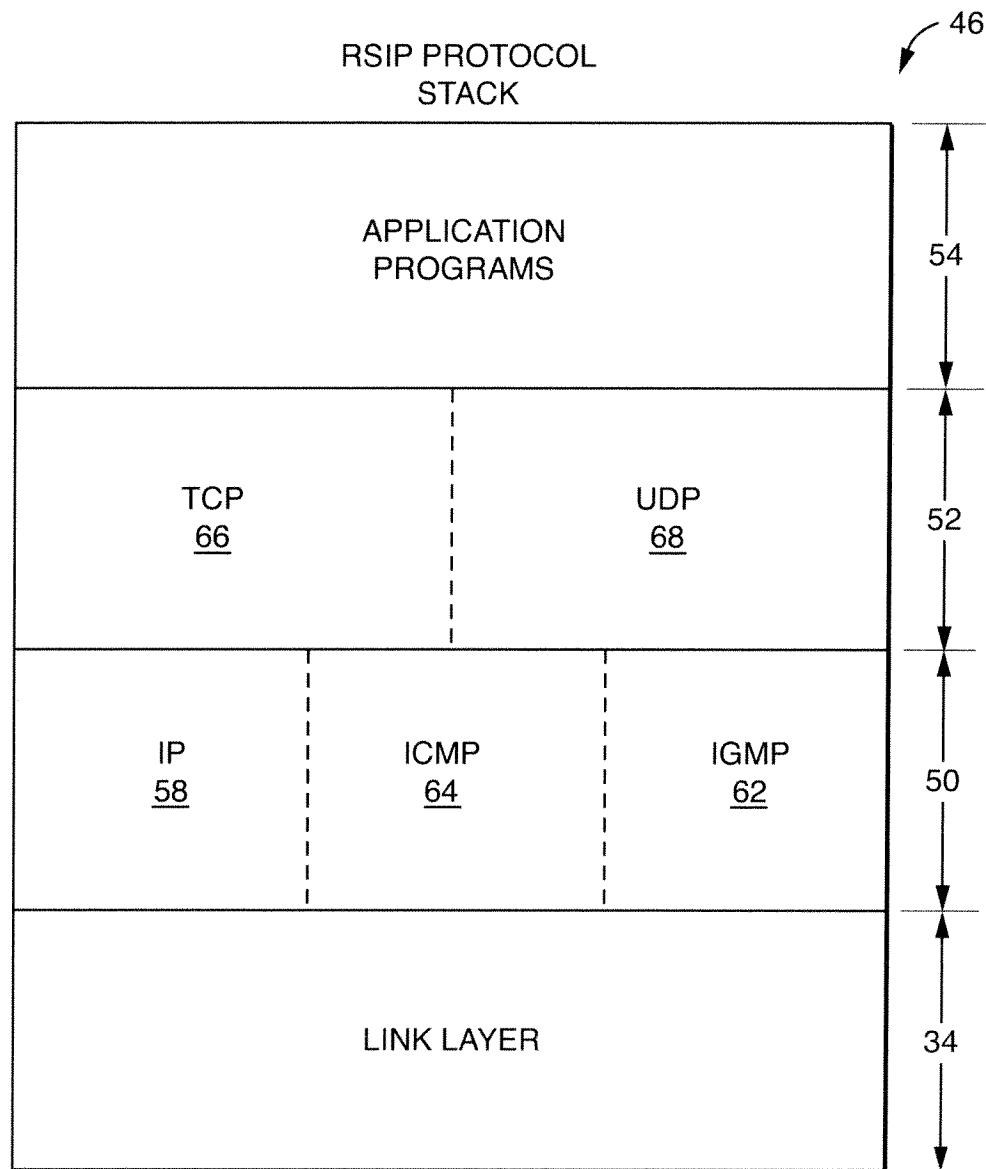 46
RSIP PROTOCOL
STACK
APPLICATION
PROGRAMS
54
TCP
66
UDP
68
52
IP
58
ICMP
64
IGMP
62
50
LINK LAYER
34